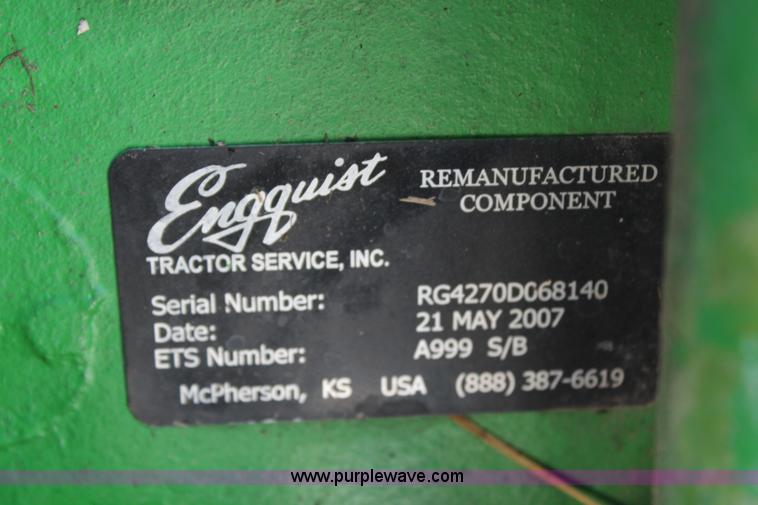 Engquist
TRACTOR SERVICE, INC.
REMANUFACTURED
COMPONENT
Serial Number: RG4270D068140
Date: 21 MAY 2007
ETS Number: A999 S/B
McPherson, KS USA (888) 387-6619
www.purplewave.com